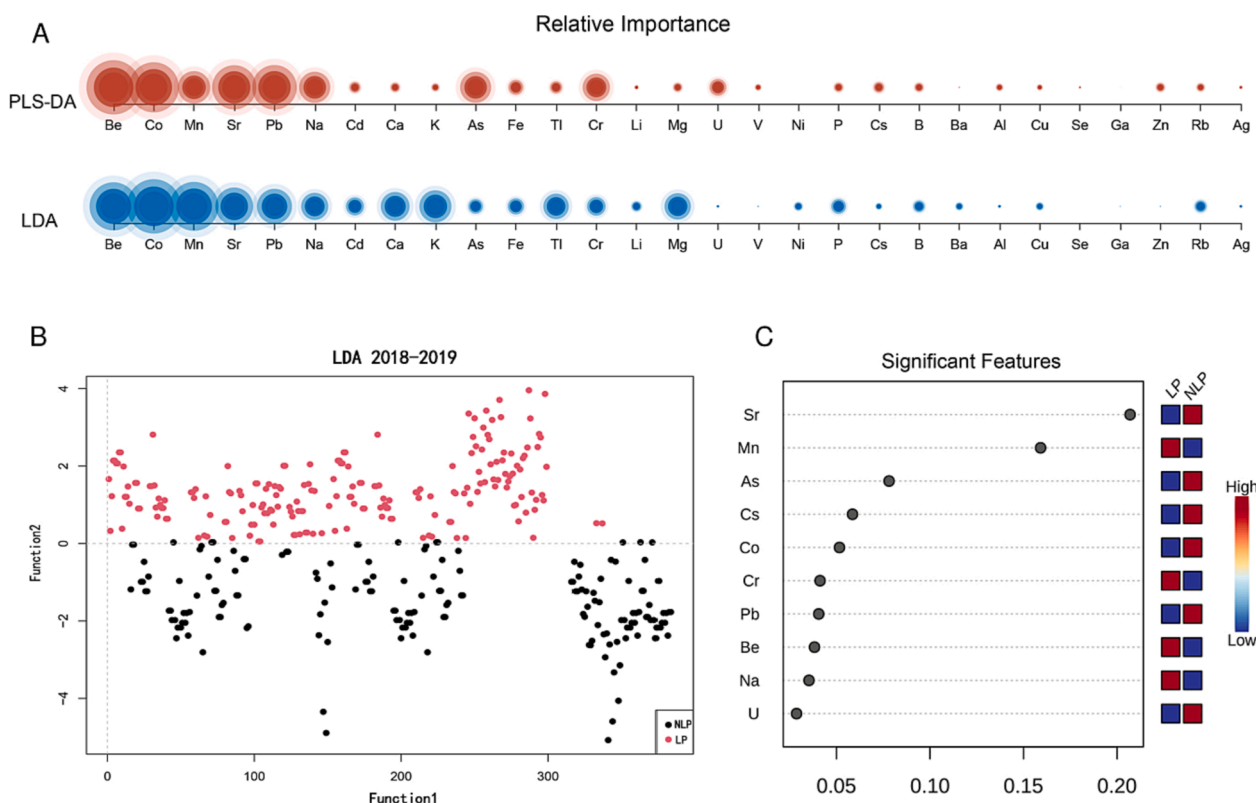 A
Relative Importance
PLS-DA
Be Co Mn Sr Pb Na Cd Ca K As Fe Tl Cr Li Mg U V Ni P Cs B Ba Al Cu Se Ga Zn Rb Ag
LDA
Be Co Mn Sr Pb Na Cd Ca K As Fe Tl Cr Li Mg U V Ni P Cs B Ba Al Cu Se Ga Zn Rb Ag
B
LDA 2018-2019
Function2
4
2
0
-2
-4
NLP
LP
0 100 200 300
Function1
C
Significant Features
LP NLP
Sr
Mn
As
Cs
Co
Cr
Pb
Be
Na
U
High
Low
0.05 0.10 0.15 0.20